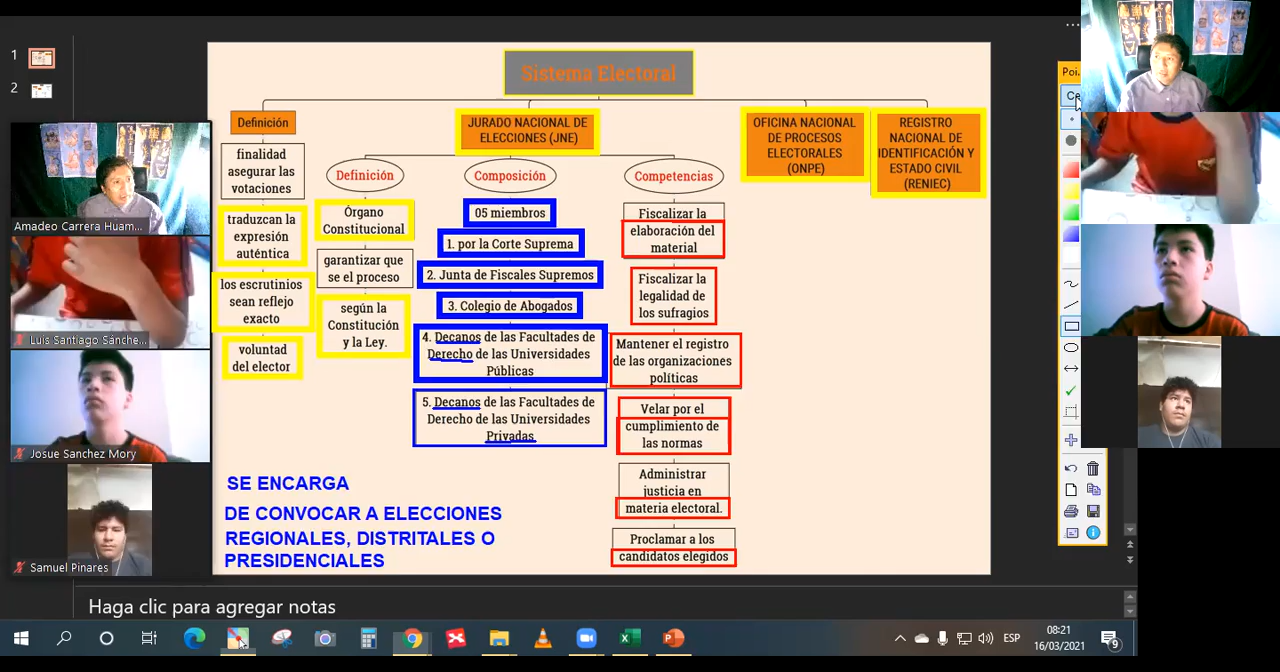 1
2
Sistema Electoral
Definición
finalidad
asegurar las
votaciones
traduzcan la
expresión
auténtica
los escrutinios
sean reflejo
exacto
voluntad
del elector
JURADO NACIONAL DE
ELECCIONES (JNE)
Definición
Órgano
Constitucional
garantizar que
se el proceso
según la
Constitución
y la Ley.
Composición
05 miembros
1. por la Corte Suprema
2. Junta de Fiscales Supremos
3. Colegio de Abogados
4. Decanos de las Facultades de
Derecho de las Universidades
Públicas
5. Decanos de las Facultades de
Derecho de las Universidades
Privadas
Competencias
Fiscalizar la
elaboración del
material
Fiscalizar la
legalidad de
los sufragios
Mantener el registro
de las organizaciones
políticas
Velar por el
cumplimiento de
las normas
Administrar
justicia en
materia electoral.
Proclamar a los
candidatos elegidos
OFICINA NACIONAL
DE PROCESOS
ELECTORALES
(ONPE)
REGISTRO
NACIONAL DE
IDENTIFICACIÓN Y
ESTADO CIVIL
(RENIEC)
SE ENCARGA
DE CONVOCAR A ELECCIONES
REGIONALES, DISTRITALES O
PRESIDENCIALES
Amadeo Carrera Huam...
Luis Santiago Sánche...
Josue Sanchez Mory
Samuel Pinares
Poi...
Ce
Haga clic para agregar notas
ESP
08:21
16/03/2021
9